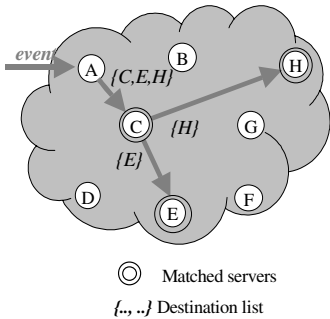 event
A
B
H
{C,E,H}
C
{H}
G
{E}
D
E
F
Matched servers
{.., ..} Destination list